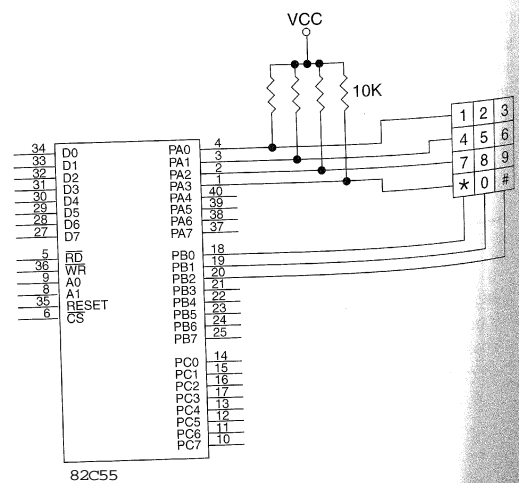 VCC
10K
1 2 3
4 5 6
7 8 9
* 0 #
34 D0
33 D1
32 D2
31 D3
30 D4
29 D5
28 D6
27 D7
5 RD
36 WR
9 A0
8 A1
35 RESET
6 CS
PA0 4
PA1 3
PA2 2
PA3 1
PA4 40
PA5 39
PA6 38
PA7 37
PB0 18
PB1 19
PB2 20
PB3 21
PB4 22
PB5 23
PB6 24
PB7 25
PC0 14
PC1 15
PC2 16
PC3 17
PC4 13
PC5 12
PC6 11
PC7 10
82C55